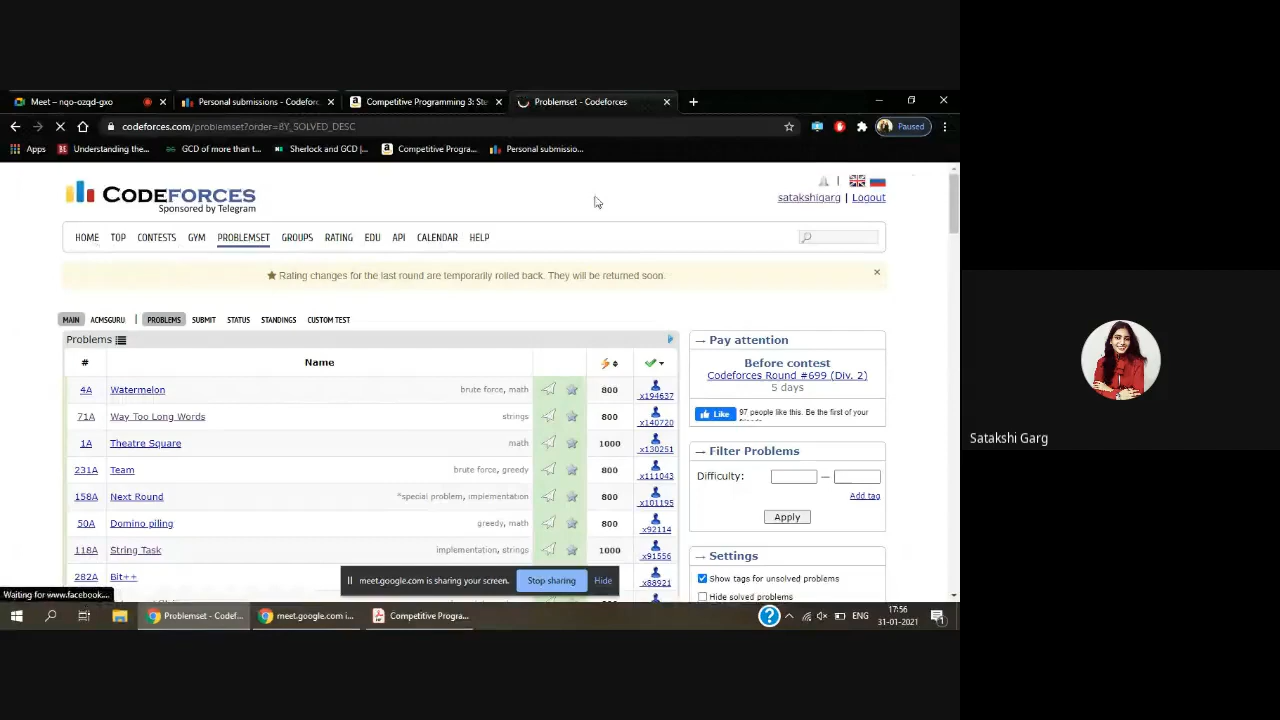 Meet – nqo-ozqd-gxo
Personal submissions - Codeforc
Competitive Programming 3: Ste
Problemset - Codeforces
codeforces.com/problemset?order=BY_SOLVED_DESC
Paused
Apps
Understanding the...
GCD of more than t...
Sherlock and GCD |...
Competitive Progra...
Personal submissio...
CODEFORCES
Sponsored by Telegram
satakshigarg | Logout
HOME TOP CONTESTS GYM PROBLEMSET GROUPS RATING EDU API CALENDAR HELP
Rating changes for the last round are temporarily rolled back. They will be returned soon.
MAIN ACMSGURU | PROBLEMS SUBMIT STATUS STANDINGS CUSTOM TEST
Problems
# Name
4A Watermelon brute force, math 800 x194637
71A Way Too Long Words strings 800 x140720
1A Theatre Square math 1000 x130251
231A Team brute force, greedy 800 x111043
158A Next Round *special problem, implementation 800 x101195
50A Domino piling greedy, math 800 x92114
118A String Task implementation, strings 1000 x91556
282A Bit++ 800 x88921
→ Pay attention
Before contest
Codeforces Round #699 (Div. 2)
5 days
Like 97 people like this. Be the first of your
→ Filter Problems
Difficulty: —
Add tag
Apply
→ Settings
Show tags for unsolved problems
Hide solved problems
meet.google.com is sharing your screen. Stop sharing Hide
Waiting for www.facebook....
Problemset - Codef...
meet.google.com i...
Competitive Progra...
ENG
17:56
31-01-2021
Satakshi Garg